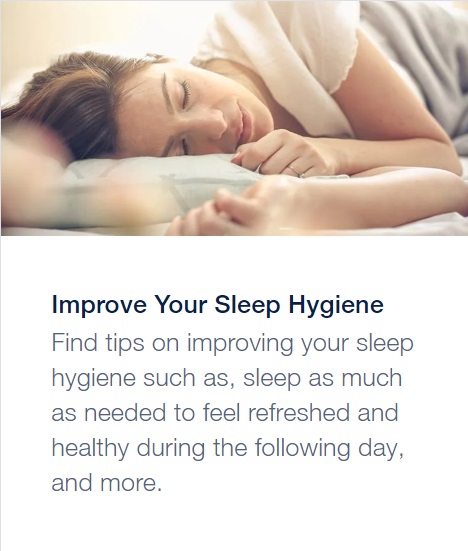 Improve Your Sleep Hygiene
Find tips on improving your sleep
hygiene such as, sleep as much
as needed to feel refreshed and
healthy during the following day,
and more.